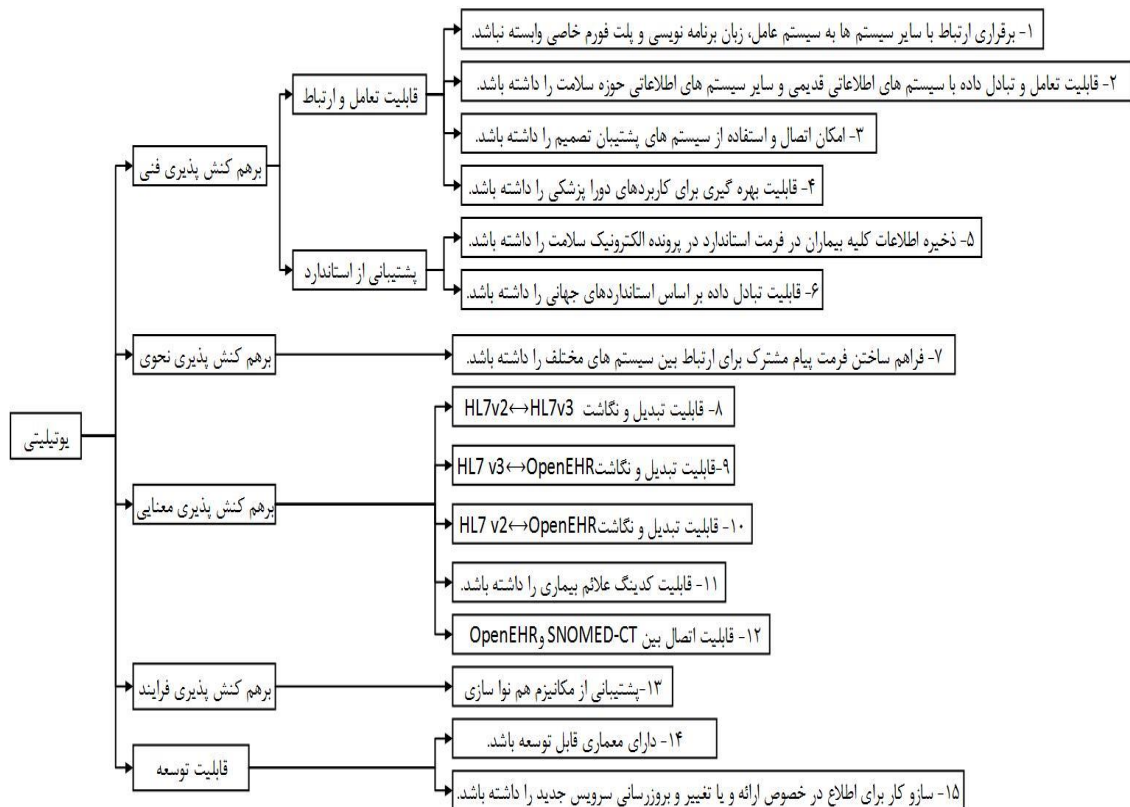 یوتیلیتی
برهم کنش پذیری فنی
قابلیت تعامل و ارتباط
۱- برقراری ارتباط با سایر سیستم ها به سیستم عامل، زبان برنامه نویسی و پلت فورم خاصی وابسته نباشد.
۲- قابلیت تعامل و تبادل داده با سیستم های اطلاعاتی قدیمی و سایر سیستم های اطلاعاتی حوزه سلامت را داشته باشد.
۳- امکان اتصال و استفاده از سیستم های پشتیبان تصمیم را داشته باشد.
۴- قابلیت بهره گیری برای کاربردهای دورا پزشکی را داشته باشد.
پشتیبانی از استاندارد
۵- ذخیره اطلاعات کلیه بیماران در فرمت استاندارد در پرونده الکترونیک سلامت را داشته باشد.
۶- قابلیت تبادل داده بر اساس استانداردهای جهانی را داشته باشد.
برهم کنش پذیری نحوی
۷- فراهم ساختن فرمت پیام مشترک برای ارتباط بین سیستم های مختلف را داشته باشد.
برهم کنش پذیری معنایی
۸- قابلیت تبدیل و نگاشت HL7v2↔HL7v3
۹-قابلیت تبدیل و نگاشتHL7 v3↔OpenEHR
۱۰- قابلیت تبدیل و نگاشتHL7 v2↔OpenEHR
۱۱- قابلیت کدینگ علائم بیماری را داشته باشد.
۱۲- قابلیت اتصال بین SNOMED-CT وOpenEHR
برهم کنش پذیری فرایند
۱۳-پشتیبانی از مکانیزم هم نوا سازی
قابلیت توسعه
۱۴- دارای معماری قابل توسعه باشد.
۱۵- سازو کار برای اطلاع در خصوص ارائه و یا تغییر و بروزرسانی سرویس جدید را داشته باشد.